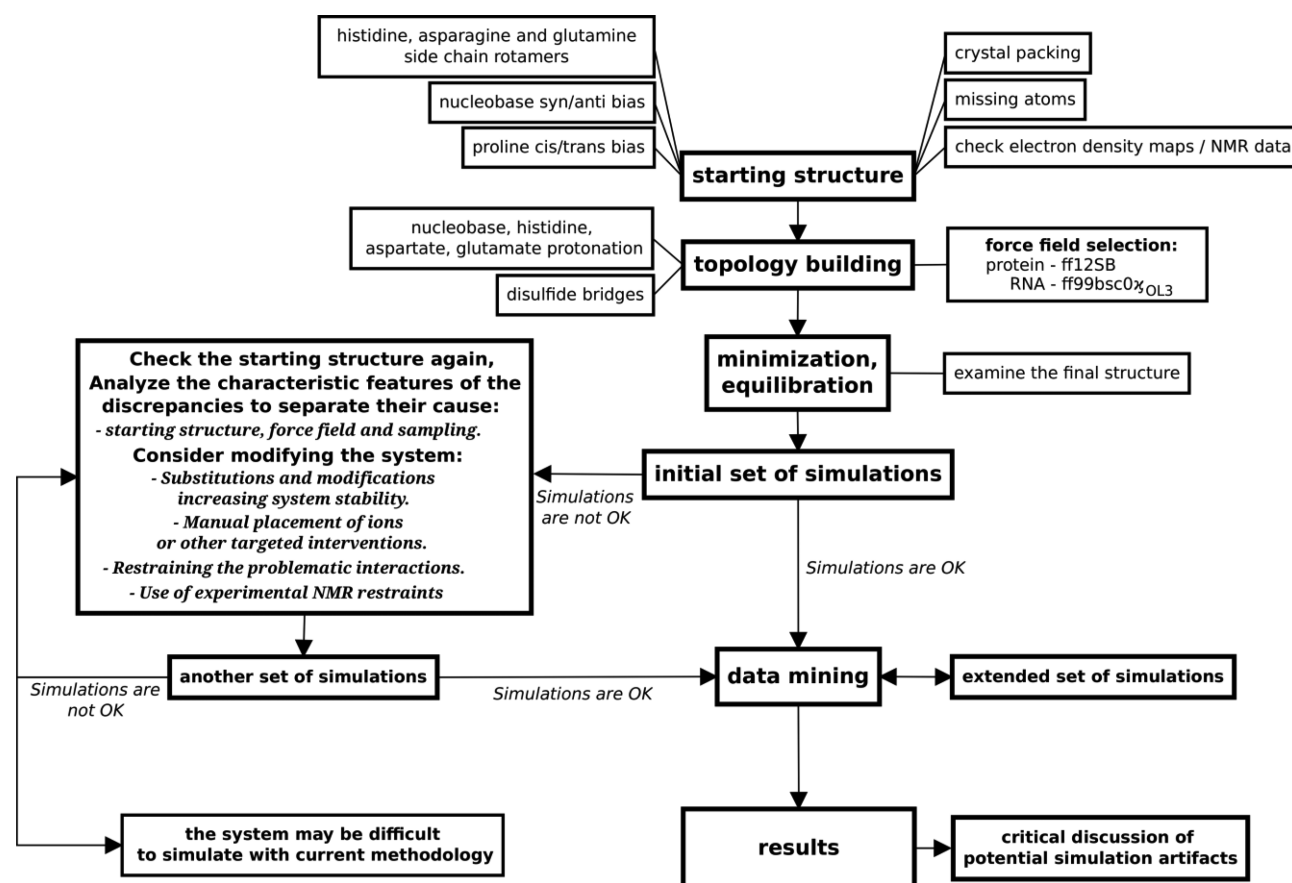 histidine, asparagine and glutamine
side chain rotamers
nucleobase syn/anti bias
proline cis/trans bias
crystal packing
missing atoms
check electron density maps / NMR data
starting structure
nucleobase, histidine,
aspartate, glutamate protonation
disulfide bridges
topology building
force field selection:
protein - ff12SB
RNA - ff99bsc0χOL3
minimization,
equilibration
examine the final structure
Check the starting structure again,
Analyze the characteristic features of the
discrepancies to separate their cause:
- starting structure, force field and sampling.
Consider modifying the system:
- Substitutions and modifications
increasing system stability.
- Manual placement of ions
or other targeted interventions.
- Restraining the problematic interactions.
- Use of experimental NMR restraints
initial set of simulations
Simulations
are not OK
Simulations are OK
another set of simulations
Simulations are
not OK
Simulations are OK
data mining
extended set of simulations
the system may be difficult
to simulate with current methodology
results
critical discussion of
potential simulation artifacts